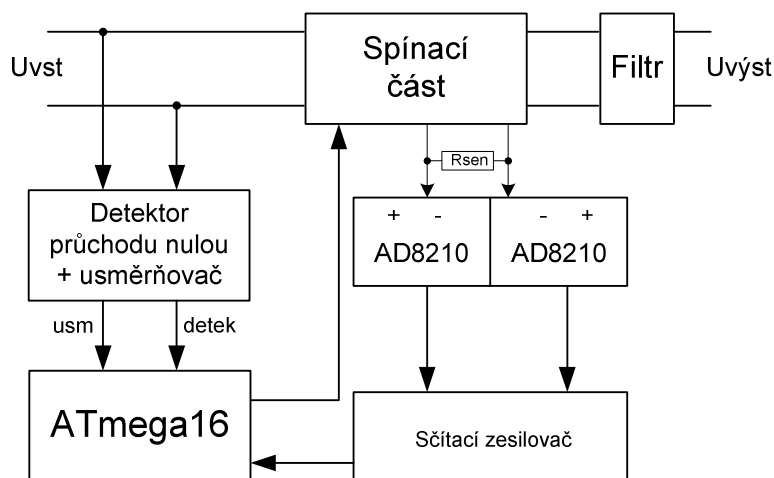 Uvst
Spínací
část
Filtr
Uvýst
Rsen
Detektor
průchodu nulou
+ usměrňovač
+ -
AD8210
- +
AD8210
usm
detek
ATmega16
Sčítací zesilovač